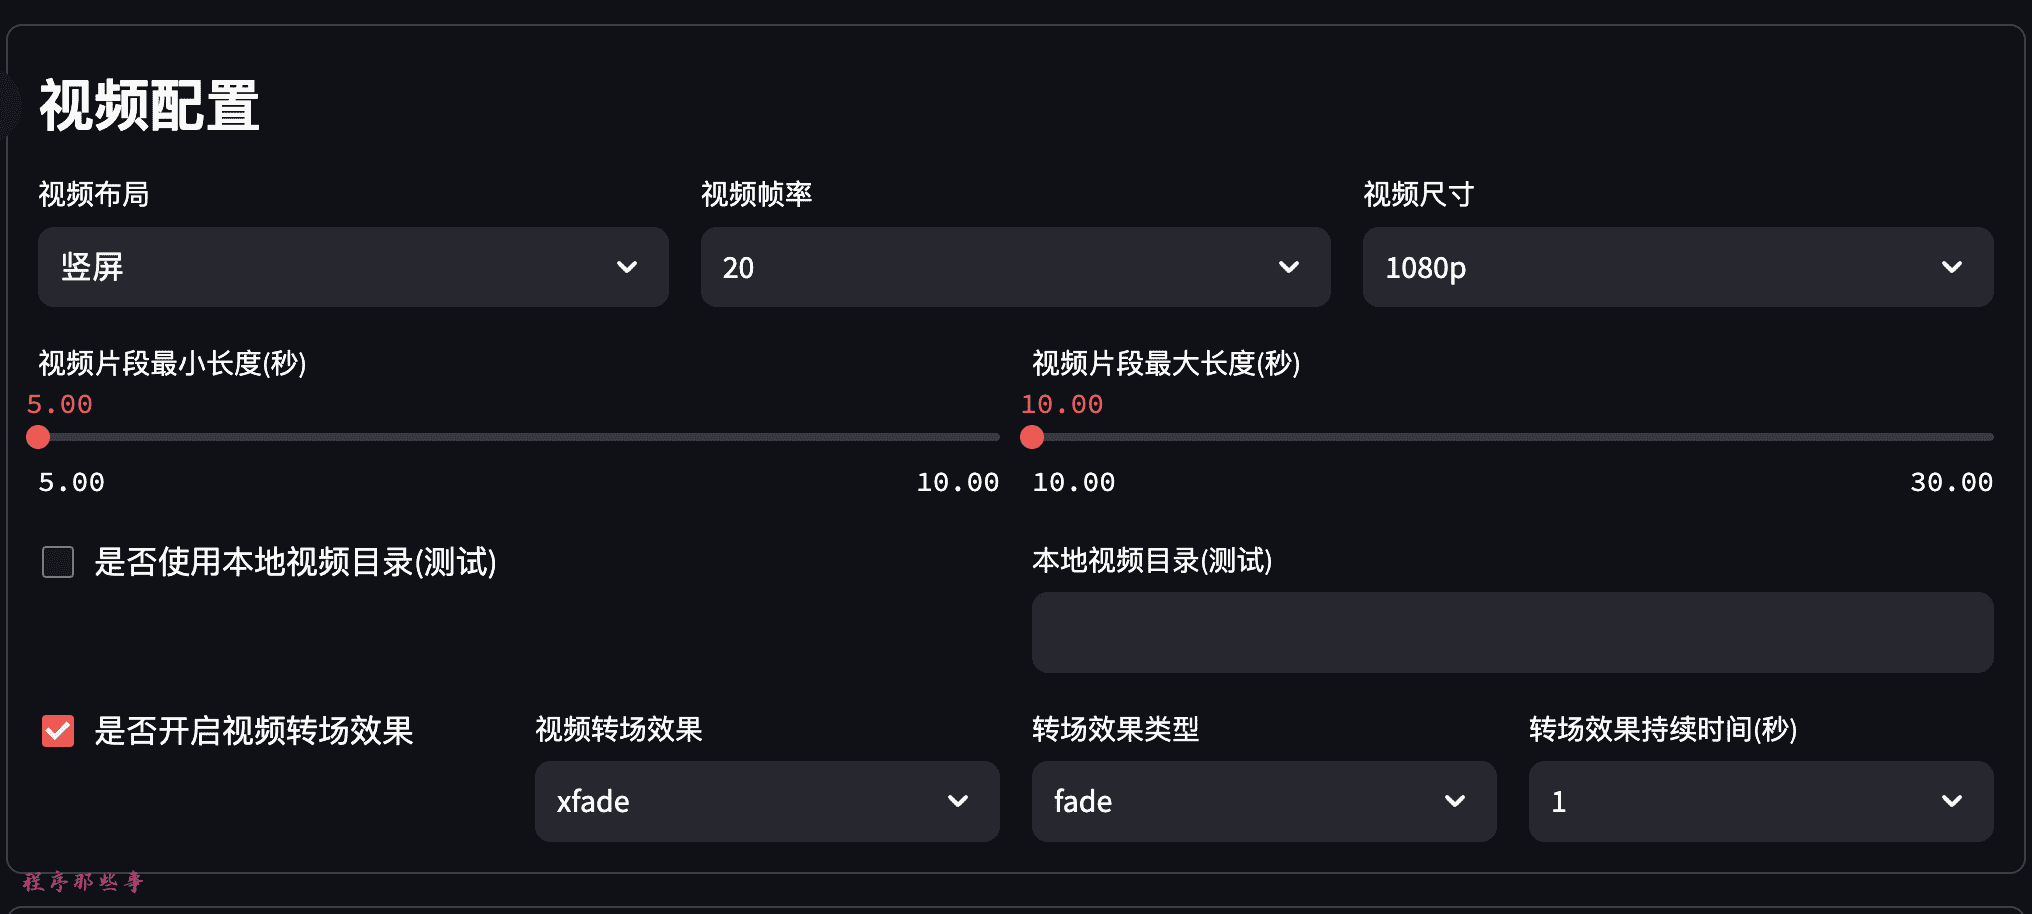 视频配置
视频布局 视频帧率 视频尺寸
竖屏 20 1080p
视频片段最小长度(秒) 视频片段最大长度(秒)
5.00 10.00
5.00 10.00 10.00 30.00
是否使用本地视频目录(测试) 本地视频目录(测试)
是否开启视频转场效果 视频转场效果 转场效果类型 转场效果持续时间(秒)
xfade fade 1
程序那些事